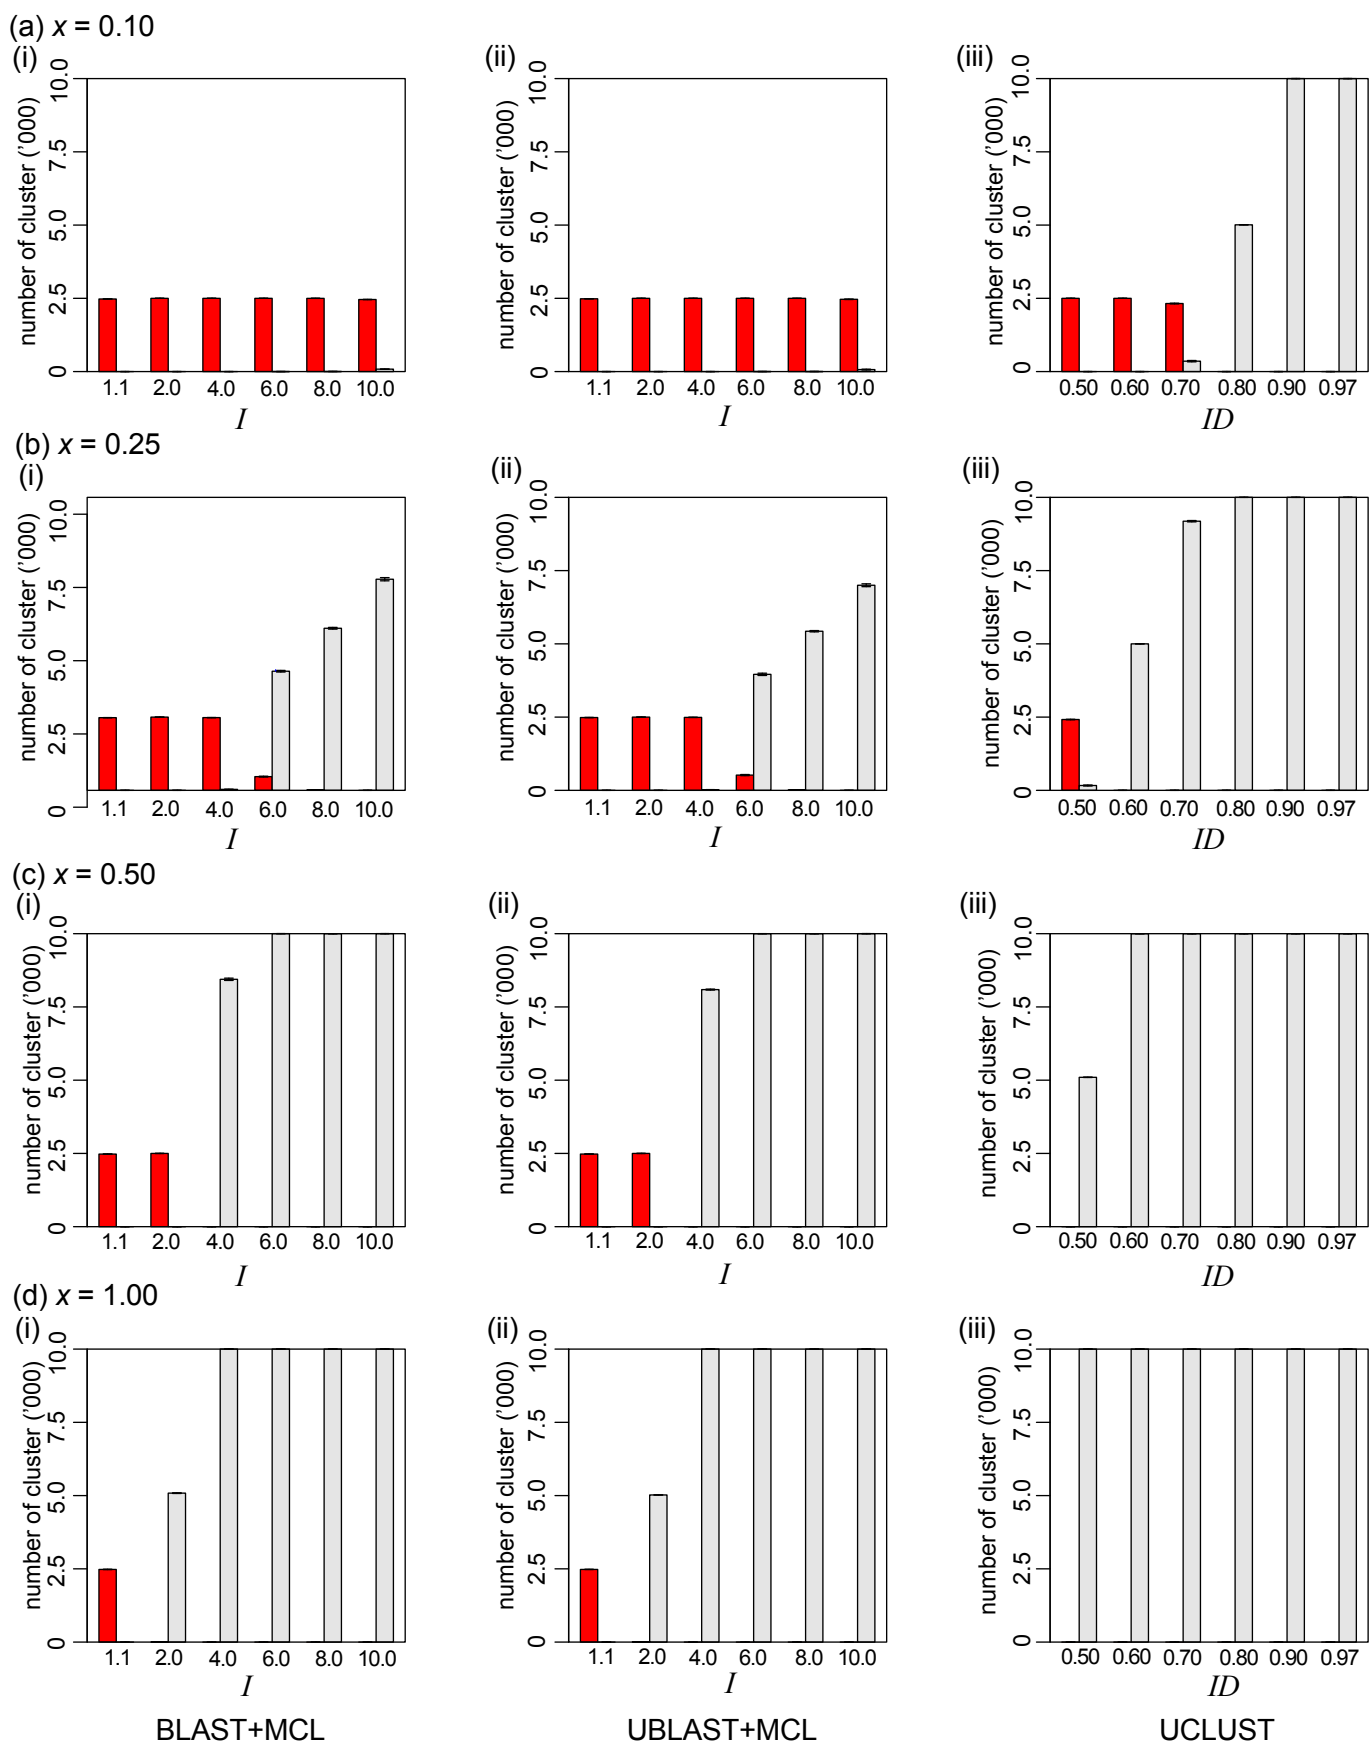 (a) x = 0.10
(i)
number of cluster ('000)
10.0
7.5
5.0
2.5
0
1.1 2.0 4.0 6.0 8.0 10.0
I
(ii)
number of cluster ('000)
10.0
7.5
5.0
2.5
0
1.1 2.0 4.0 6.0 8.0 10.0
I
(iii)
number of cluster ('000)
10.0
7.5
5.0
2.5
0
0.50 0.60 0.70 0.80 0.90 0.97
ID
(b) x = 0.25
(i)
number of cluster ('000)
10.0
7.5
5.0
2.5
0
1.1 2.0 4.0 6.0 8.0 10.0
I
(ii)
number of cluster ('000)
10.0
7.5
5.0
2.5
0
1.1 2.0 4.0 6.0 8.0 10.0
I
(iii)
number of cluster ('000)
10.0
7.5
5.0
2.5
0
0.50 0.60 0.70 0.80 0.90 0.97
ID
(c) x = 0.50
(i)
number of cluster ('000)
10.0
7.5
5.0
2.5
0
1.1 2.0 4.0 6.0 8.0 10.0
I
(ii)
number of cluster ('000)
10.0
7.5
5.0
2.5
0
1.1 2.0 4.0 6.0 8.0 10.0
I
(iii)
number of cluster ('000)
10.0
7.5
5.0
2.5
0
0.50 0.60 0.70 0.80 0.90 0.97
ID
(d) x = 1.00
(i)
number of cluster ('000)
10.0
7.5
5.0
2.5
0
1.1 2.0 4.0 6.0 8.0 10.0
I
(ii)
number of cluster ('000)
10.0
7.5
5.0
2.5
0
1.1 2.0 4.0 6.0 8.0 10.0
I
(iii)
number of cluster ('000)
10.0
7.5
5.0
2.5
0
0.50 0.60 0.70 0.80 0.90 0.97
ID
BLAST+MCL
UBLAST+MCL
UCLUST